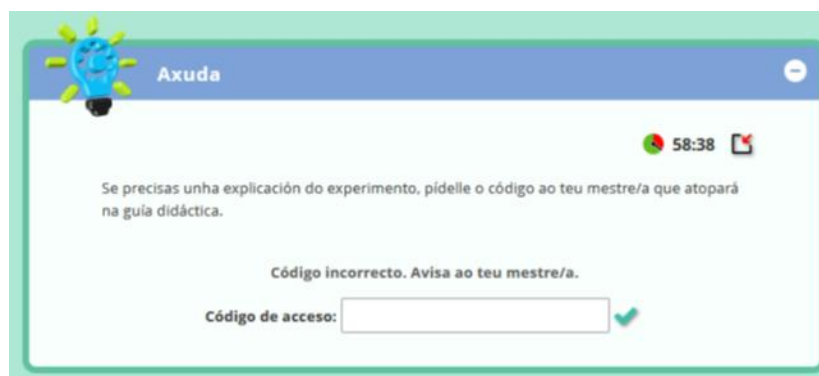 Axuda
58:38
Se precisas unha explicación do experimento, pídelle o código ao teu mestre/a que atopará
na guía didáctica.
Código incorrecto. Avisa ao teu mestre/a.
Código de acceso: